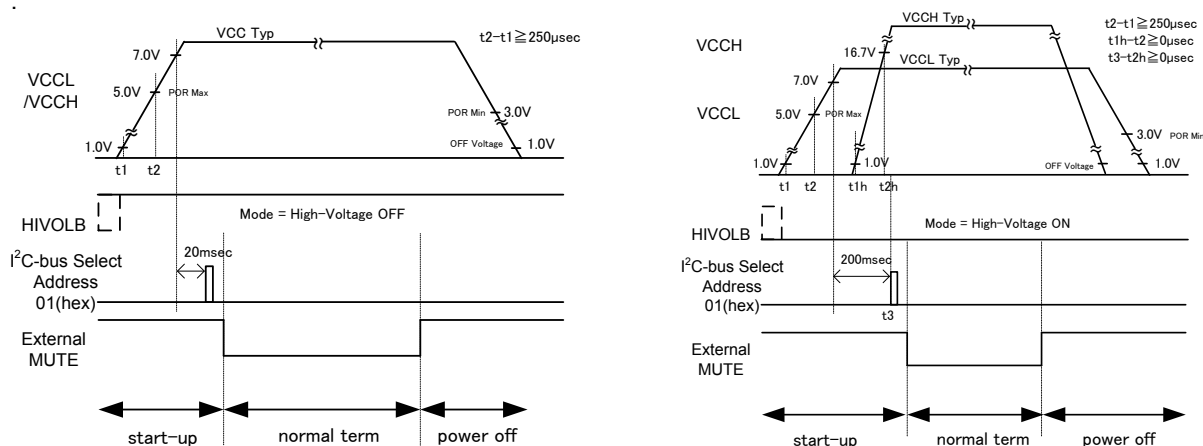 .
VCC Typ
t2-t1≧250μsec
7.0V
VCCL
/VCCH
5.0V
POR Max
POR Min
3.0V
OFF Voltage
1.0V
1.0V
t1
t2
Mode = High-Voltage OFF
HIVOLB
20msec
I²C-bus Select
Address
01(hex)
External
MUTE
start-up
normal term
power off
VCCH Typ
t2-t1≧250μsec
t1h-t2≧0μsec
t3-t2h≧0μsec
VCCH
16.7V
VCCL Typ
7.0V
VCCL
5.0V
POR Max
3.0V
POR Min
1.0V
1.0V
OFF Voltage
1.0V
t1
t2
t1h
t2h
Mode = High-Voltage ON
HIVOLB
200msec
I²C-bus Select
Address
01(hex)
t3
External
MUTE
start-up
normal term
power off